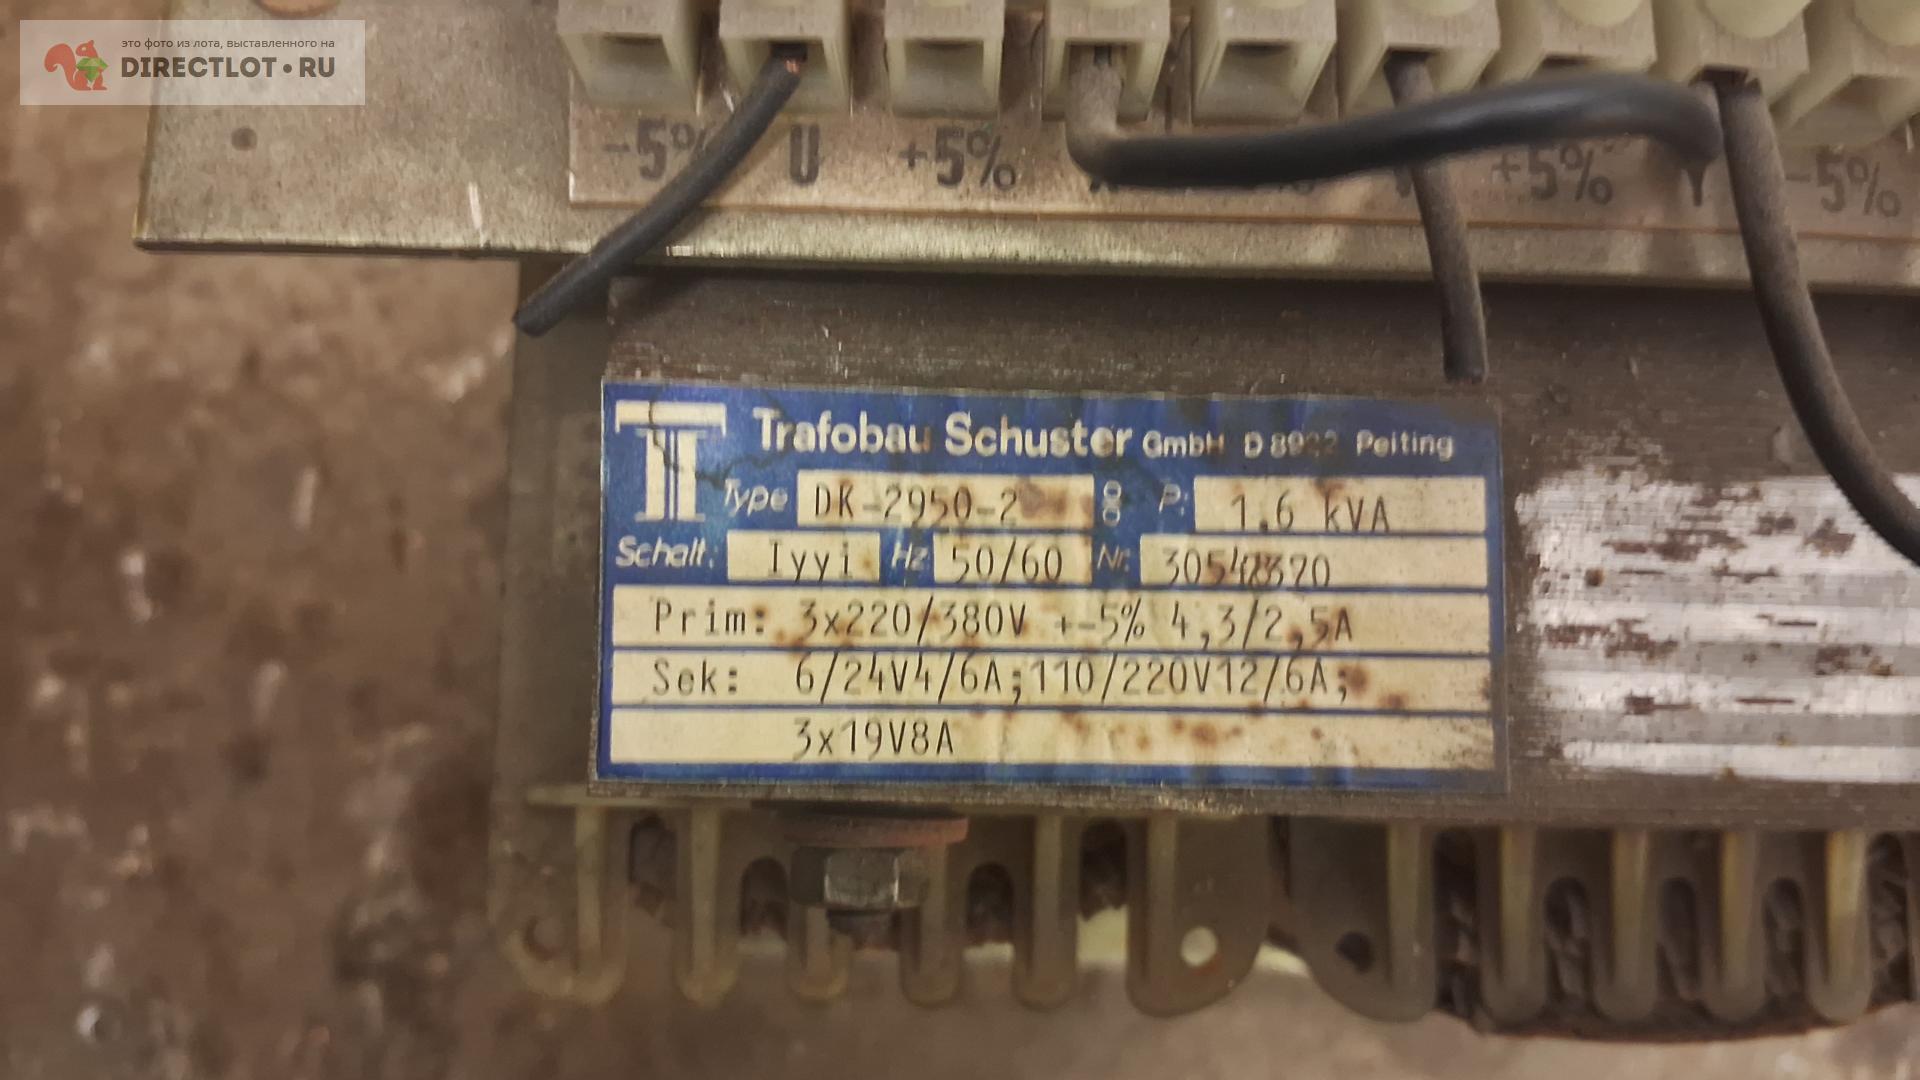 это фото из лота, выставленного на
DIRECTLOT•RU
-5% U +5% +5% -5%
Trafobau Schuster GmbH Peiting
Type DK-2950-2 P: 1.6 kVA
Schalt: Iyyi Hz 50/60 Nr.
Prim: 3x220/380V +-5% 4,3/2,5A
Sek: 6/24V4/6A;110/220V12/6A;
3x19V8A